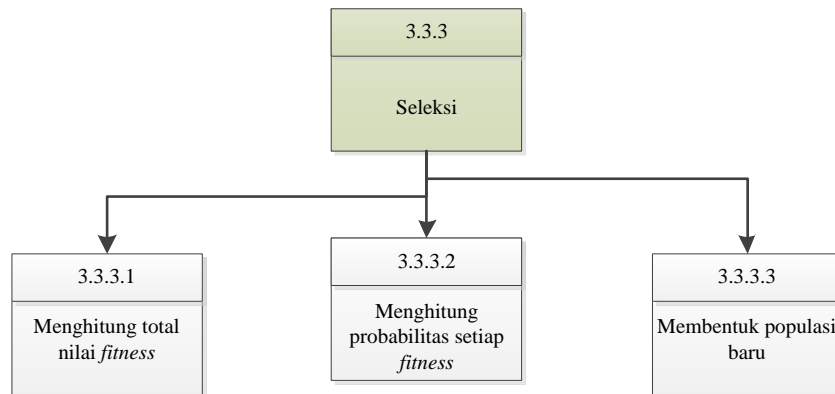 3.3.3
Seleksi
3.3.3.1
Menghitung total
nilai fitness
3.3.3.2
Menghitung
probabilitas setiap
fitness
3.3.3.3
Membentuk populasi
baru